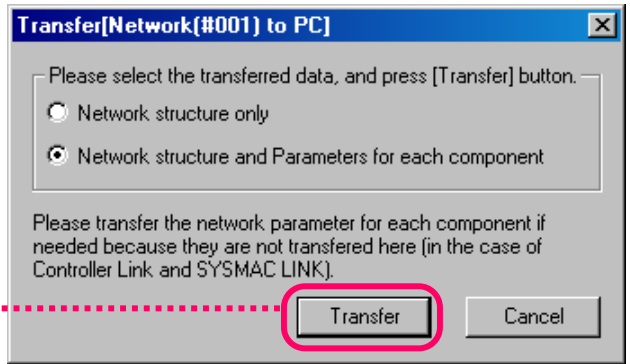 Transfer[Network(#001) to PC]
Please select the transferred data, and press [Transfer] button.
Network structure only
Network structure and Parameters for each component
Please transfer the network parameter for each component if
needed because they are not transfered here (in the case of
Controller Link and SYSMAC LINK).
Transfer
Cancel